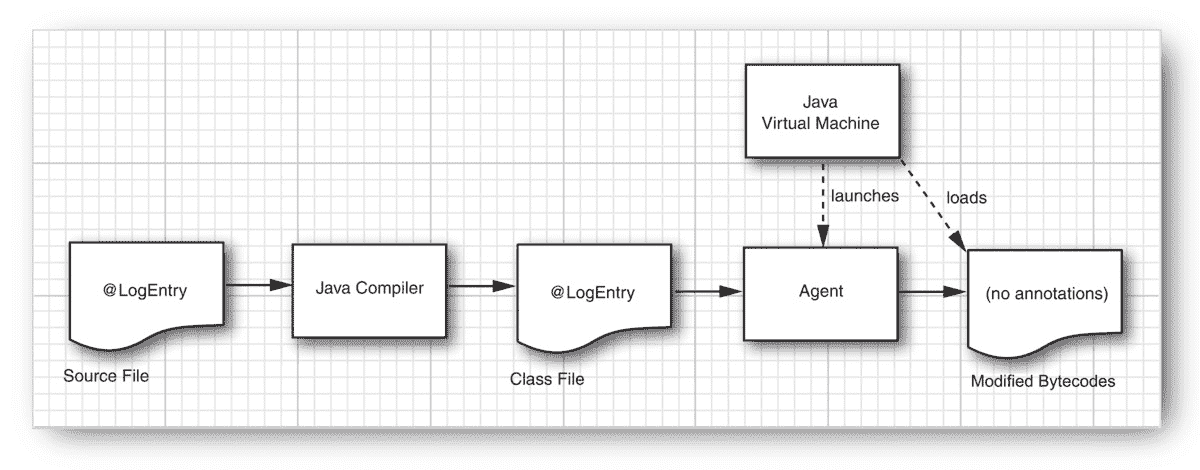 Java
Virtual Machine
launches
loads
@LogEntry
Java Compiler
@LogEntry
Agent
(no annotations)
Source File
Class File
Modified Bytecodes